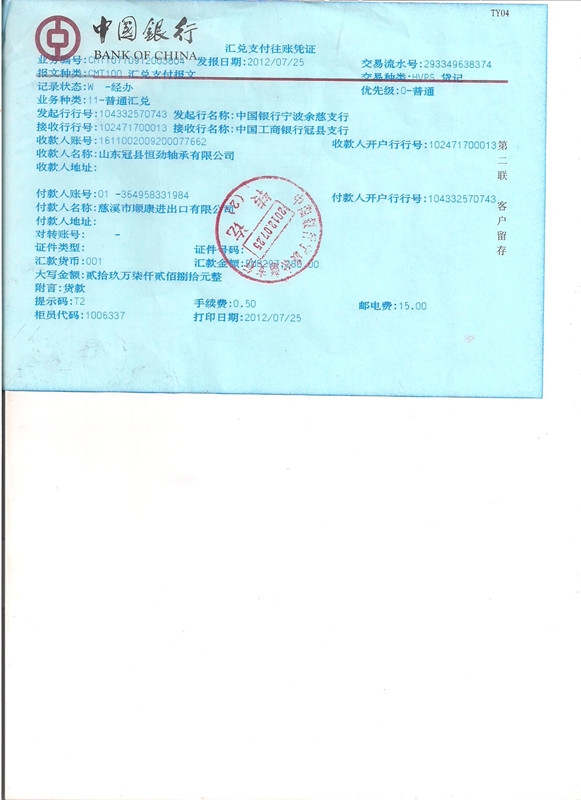 TY04
中國銀行
BANK OF CHINA
汇兑支付往账凭证
业务编号: 发报日期:2012/07/25 交易流水号:293349638374
报文种类:CMT100 汇兑支付报文 交易种类:HVPS 贷记
记录状态:W -经办 优先级:0-普通
业务种类:11-普通汇兑
发起行行号:104332570743 发起行名称:中国银行宁波余慈支行
接收行行号:102471700013 接收行名称:中国工商银行冠县支行
收款人账号:1611002009200077662 收款人开户行行号:102471700013
收款人名称:山东冠县恒劲轴承有限公司
收款人地址:
付款人账号:01 -364958331984 付款人开户行行号:104332570743
付款人名称:慈溪市顺康进出口有限公司
付款人地址:
对转账号: -
证件类型: 证件号码:
汇款货币:001 汇款金额:
大写金额:贰拾玖万柒仟贰佰捌拾元整
附言:货款
提示码:T2 手续费:0.50 邮电费:15.00
柜员代码:1006337 打印日期:2012/07/25
第二联 客户留存
2012.07.25
转讫
(2)